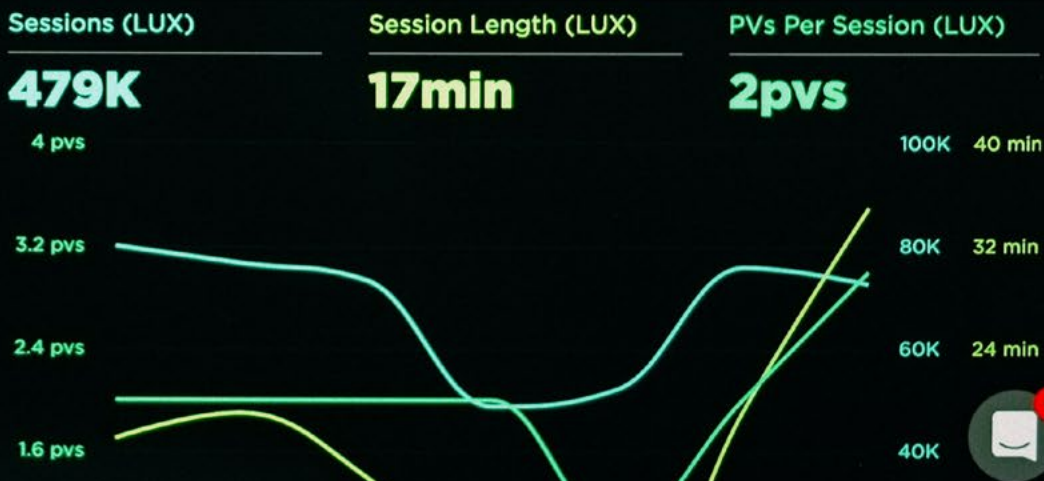 Sessions (LUX) Session Length (LUX) PVs Per Session (LUX)
479K 17min 2pvs
4 pvs 100K 40 min
3.2 pvs 80K 32 min
2.4 pvs 60K 24 min
1.6 pvs 40K